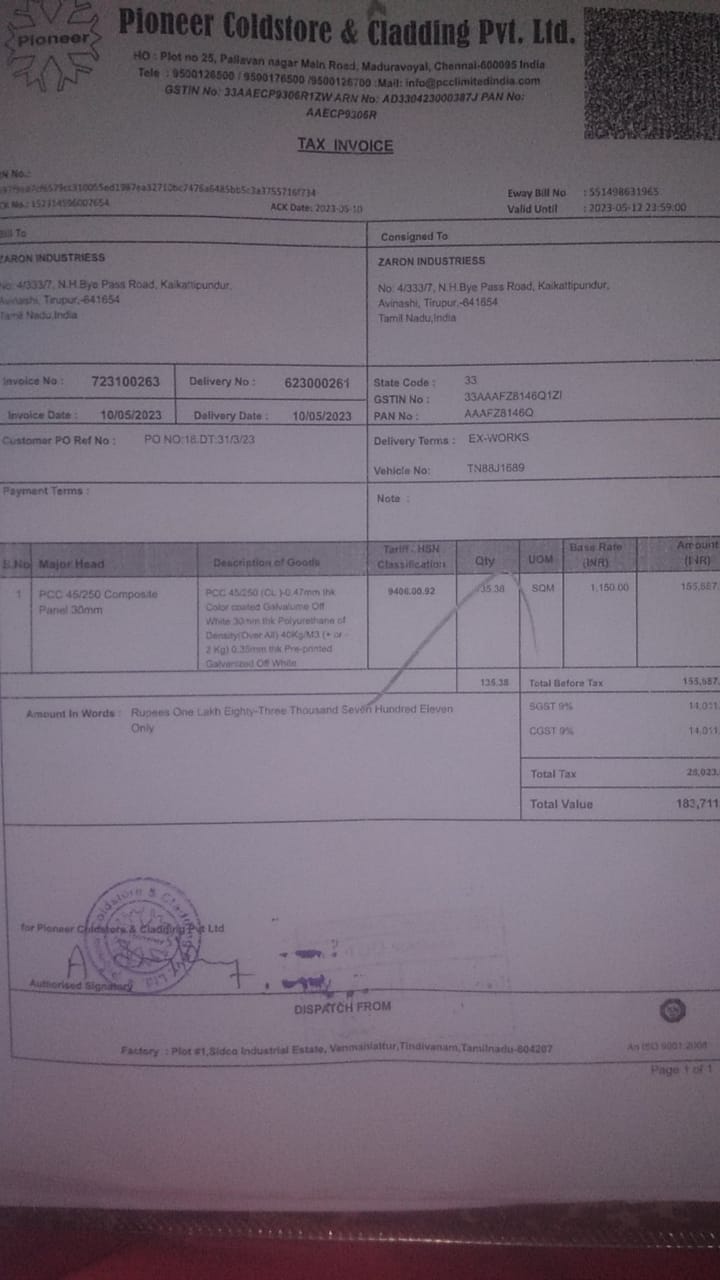 Pioneer
Pioneer Coldstore & Cladding Pvt. Ltd.
HO : Plot no 25, Pallavan nagar Main Road, Maduravoyal, Chennai-600095 India
Tele : 9500126500 / 9500176500 /9500126700 :Mail: info@pcclimitedindia.com
GSTIN No: 33AAECP9306R1ZW ARN No: AD330423000387J PAN No:
AAECP9306R
TAX INVOICE
N No.:
ACK Date: 2023-05-10
Eway Bill No : 551498631965
Valid Until : 2023-05-12 23:59:00
Bill To
Consigned To
ZARON INDUSTRIESS
No: 4/333/7, N.H.Bye Pass Road, Kaikattipundur,
Avinashi, Tirupur,-641654
Tamil Nadu,India
ZARON INDUSTRIESS
No: 4/333/7, N.H.Bye Pass Road, Kaikattipundur,
Avinashi, Tirupur,-641654
Tamil Nadu,India
Invoice No : 723100263 Delivery No : 623000261
Invoice Date : 10/05/2023 Delivery Date : 10/05/2023
State Code : 33
GSTIN No : 33AAAFZ8146Q1ZI
PAN No : AAAFZ8146Q
Customer PO Ref No : PO NO:18.DT:31/3/23
Delivery Terms : EX-WORKS
Vehicle No: TN88J1689
Payment Terms :
Note :
S.No Major Head Description of Goods Tariff - HSN Classification Qty UOM Base Rate (INR) Amount (INR)
1 PCC 45/250 Composite Panel 30mm
PCC 45/250 (CL )-0.47mm thk
Color coated Galvalume Off
White 30mm thk Polyurethane of
Density(Over All) 40Kg/M3 (+ or -
2 Kg) 0.35mm thk Pre-printed
Galvanized Off White
9406.00.92 135.38 SQM 1,150.00 155,687.
135.38 Total Before Tax 155,687.
Amount In Words : Rupees One Lakh Eighty-Three Thousand Seven Hundred Eleven
Only
SGST 9% 14,011.
CGST 9% 14,011.
Total Tax 28,023.
Total Value 183,711
for Pioneer Coldstore & Cladding Pvt Ltd
Authorised Signatory
DISPATCH FROM
Factory : Plot #1,Sidco Industrial Estate, Tindivanam,Tamilnadu-604207
An ISO 9001:2008
Page 1 of 1